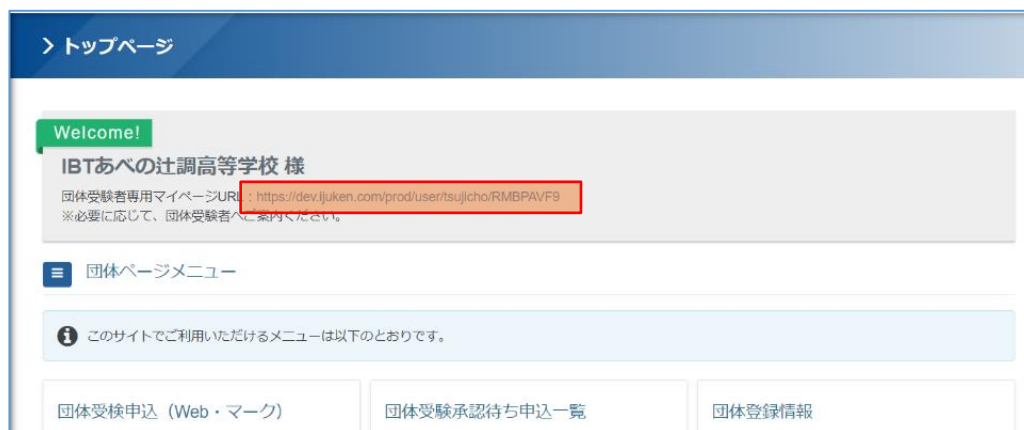 トップページ
Welcome!
IBTあべの辻調高等学校 様
団体受験者専用マイページURL : https://dev.ijuken.com/prod/user/tsujicho/RMBPAVF9
※必要に応じて、団体受験者へご案内ください。
団体ページメニュー
このサイトでご利用いただけるメニューは以下のとおりです。
団体受検申込（Web・マーク）
団体受験承認待ち申込一覧
団体登録情報